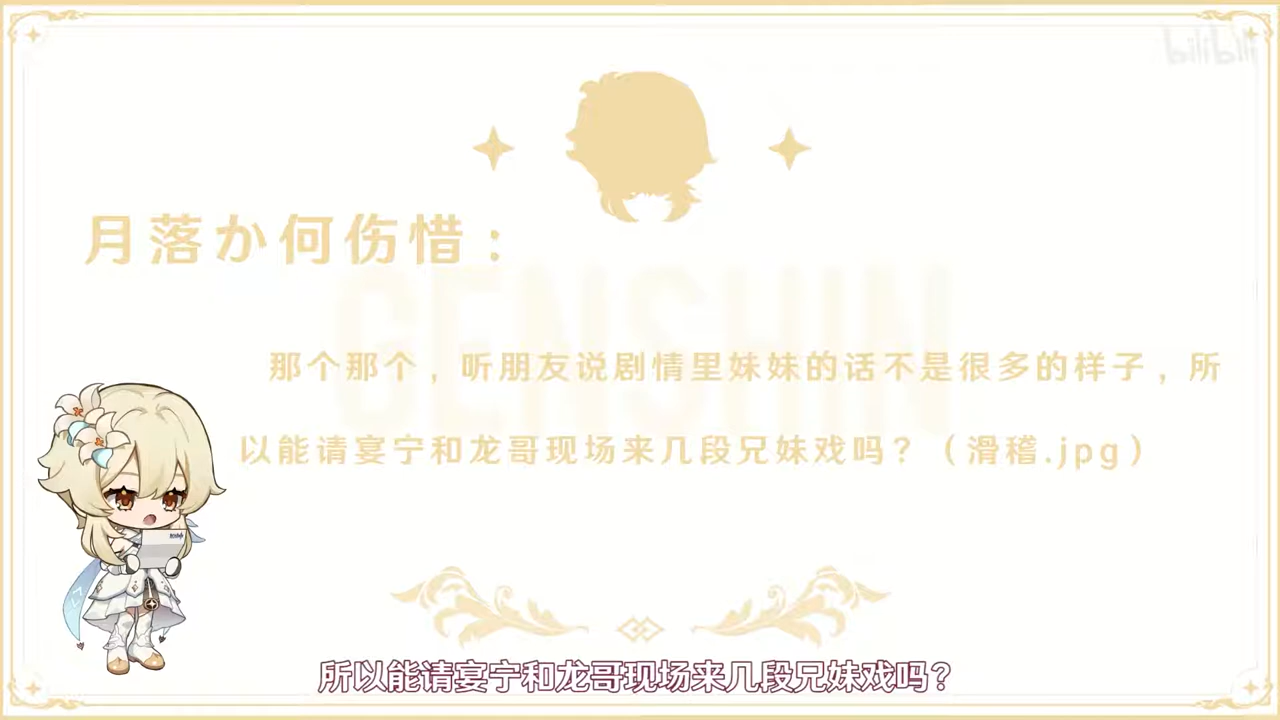 bilibili
月落か何伤惜：
GENSHIN
那个那个，听朋友说剧情里妹妹的话不是很多的样子，所
以能请宴宁和龙哥现场来几段兄妹戏吗？（滑稽.jpg）
所以能请宴宁和龙哥现场来几段兄妹戏吗？